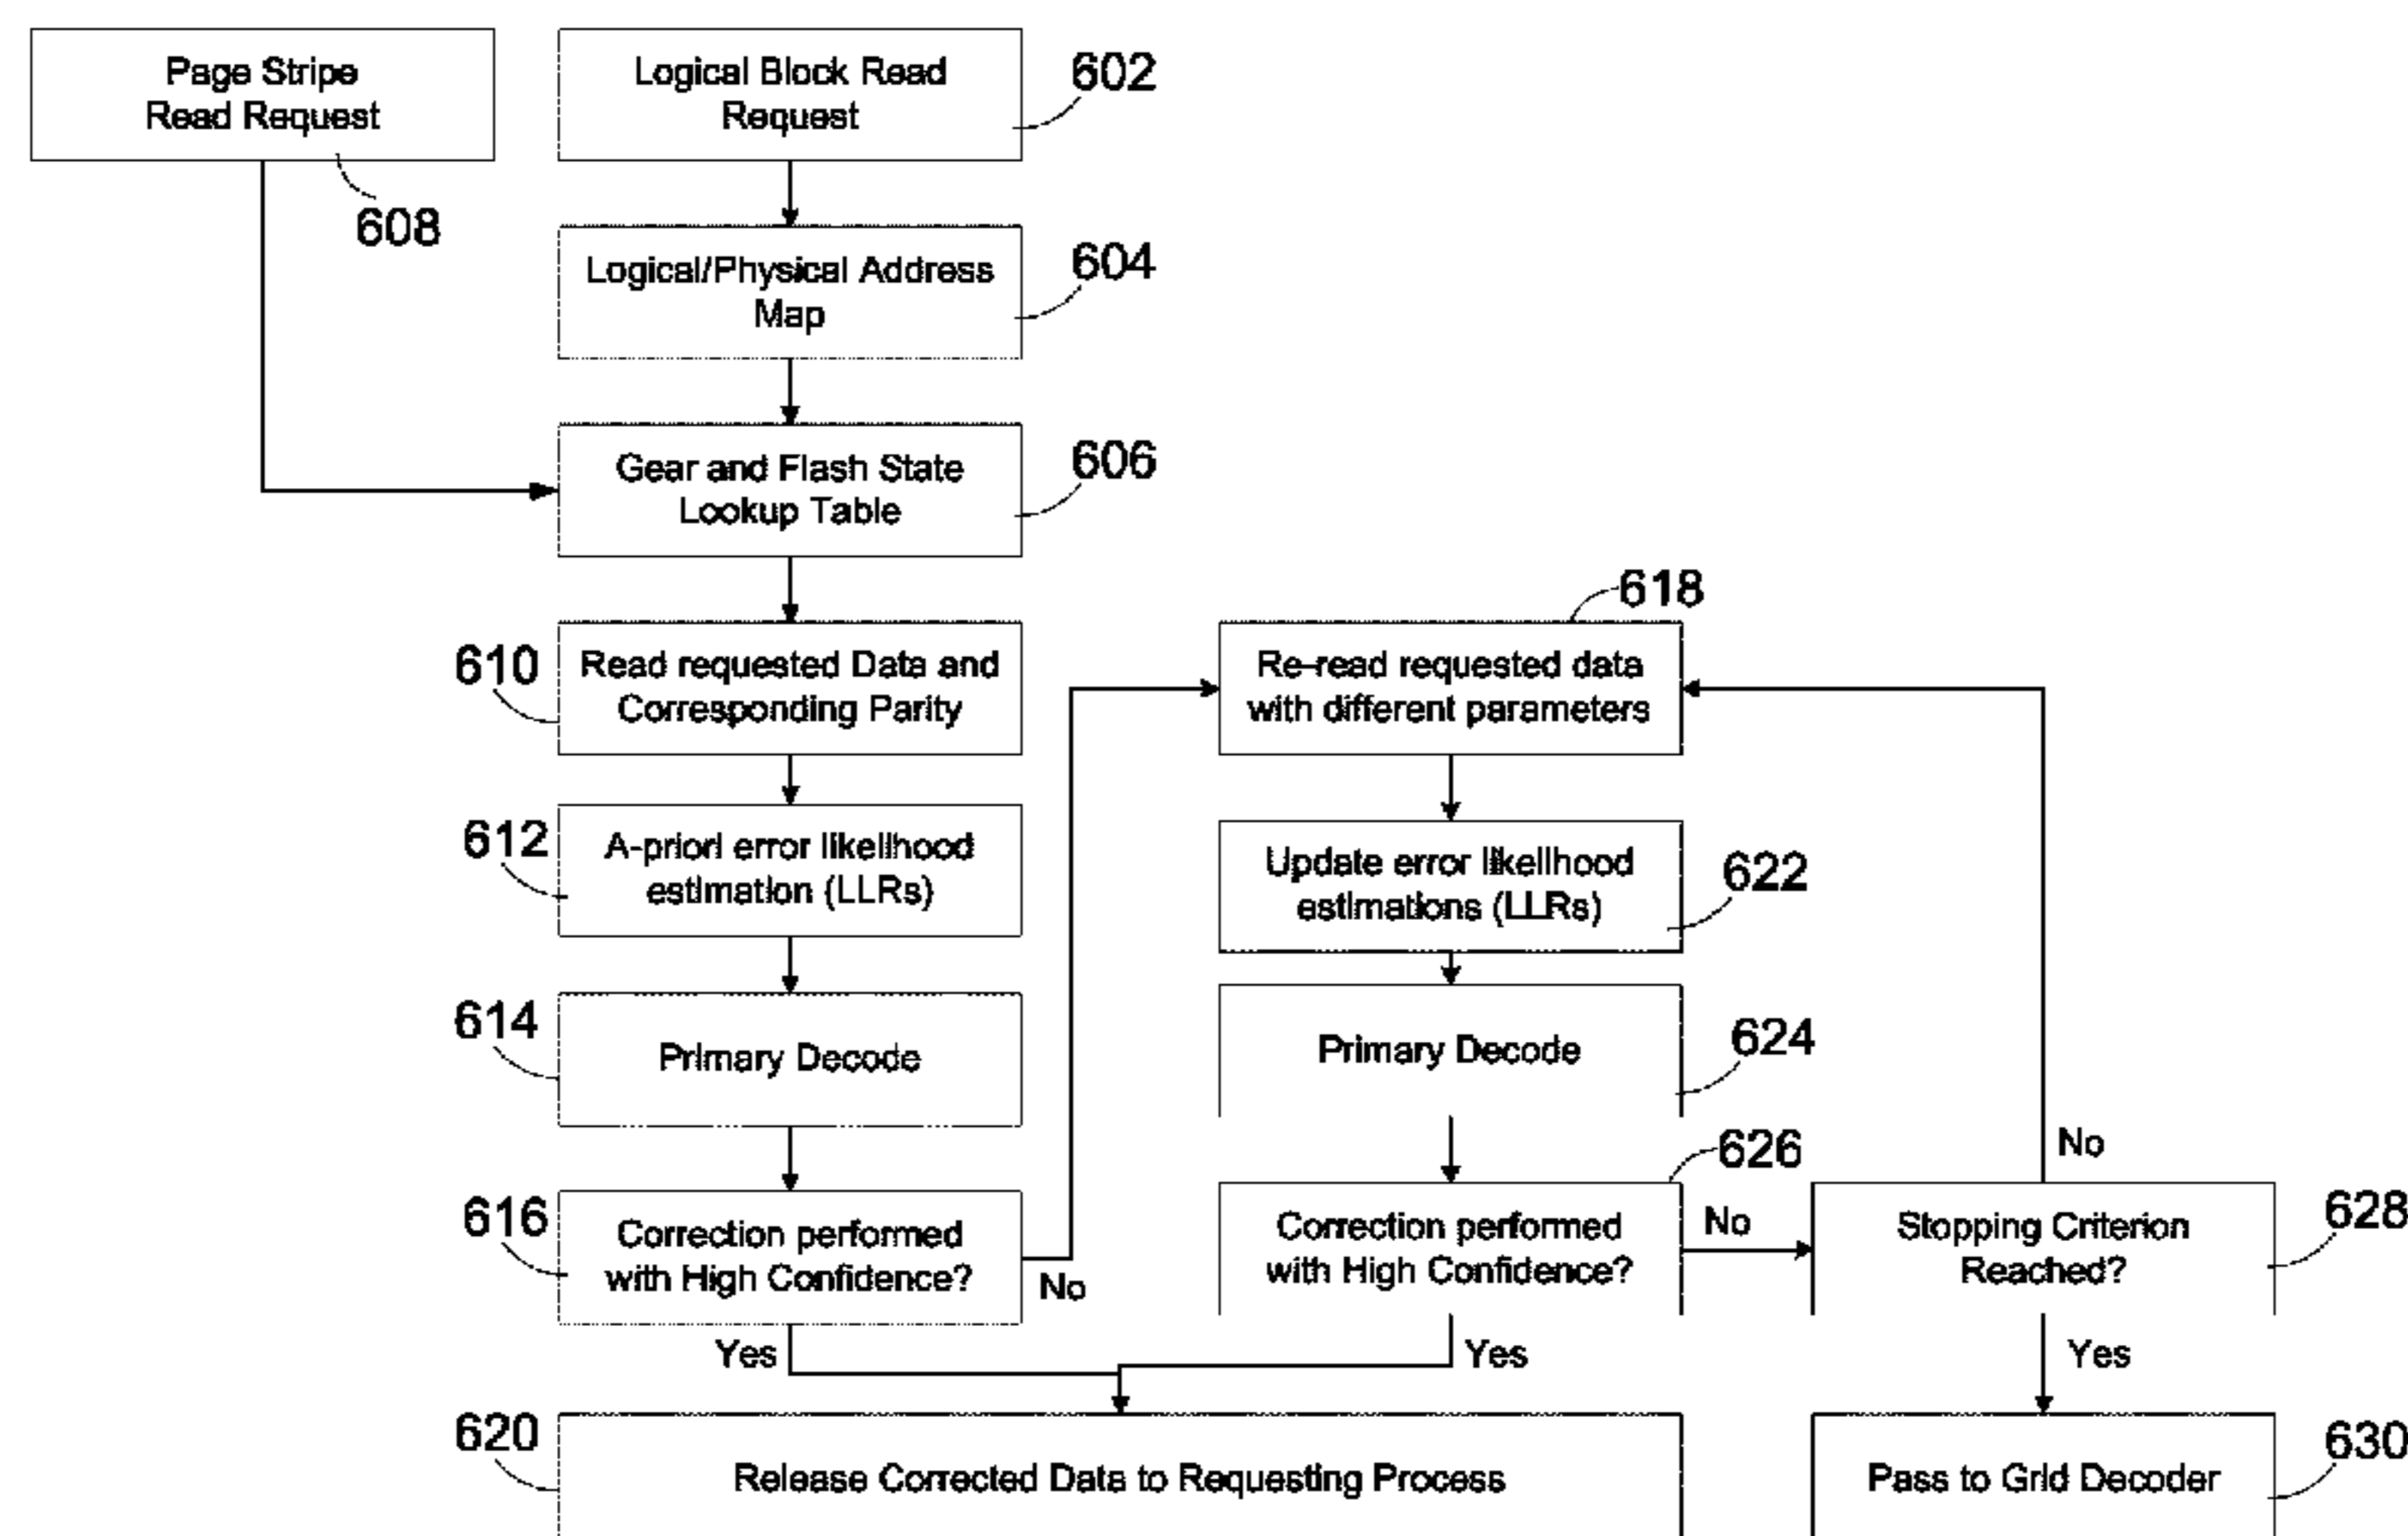 Page Stripe
Read Request
608
Logical Block Read
Request
602
Logical/Physical Address
Map
604
Gear and Flash State
Lookup Table
606
610
Read requested Data and
Corresponding Parity
618
Re-read requested data
with different parameters
612
A-priori error likelihood
estimation (LLRs)
Update error likelihood
estimations (LLRs)
622
614
Primary Decode
Primary Decode
624
616
Correction performed
with High Confidence?
No
Yes
626
Correction performed
with High Confidence?
No
Yes
No
Stopping Criterion
Reached?
628
Yes
620
Release Corrected Data to Requesting Process
Pass to Grid Decoder
630